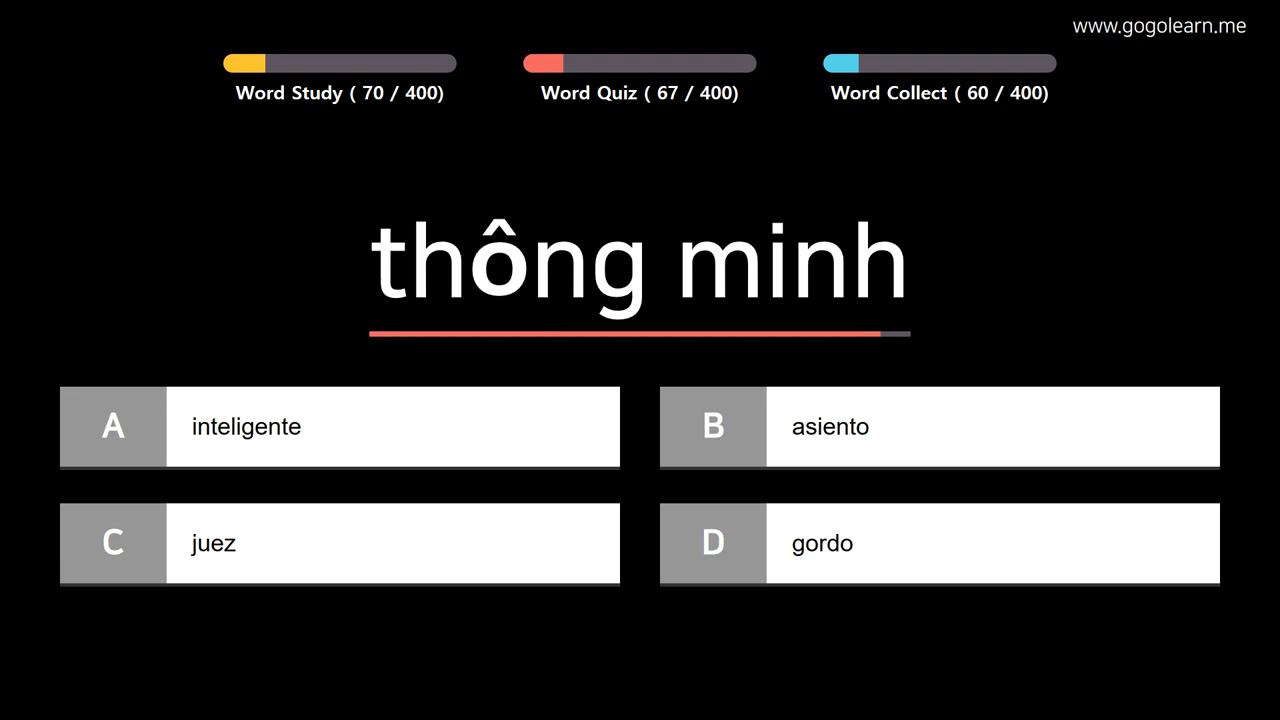 www.gogolearn.me
Word Study ( 70 / 400)
Word Quiz ( 67 / 400)
Word Collect ( 60 / 400)
thông minh
A inteligente
B asiento
C juez
D gordo